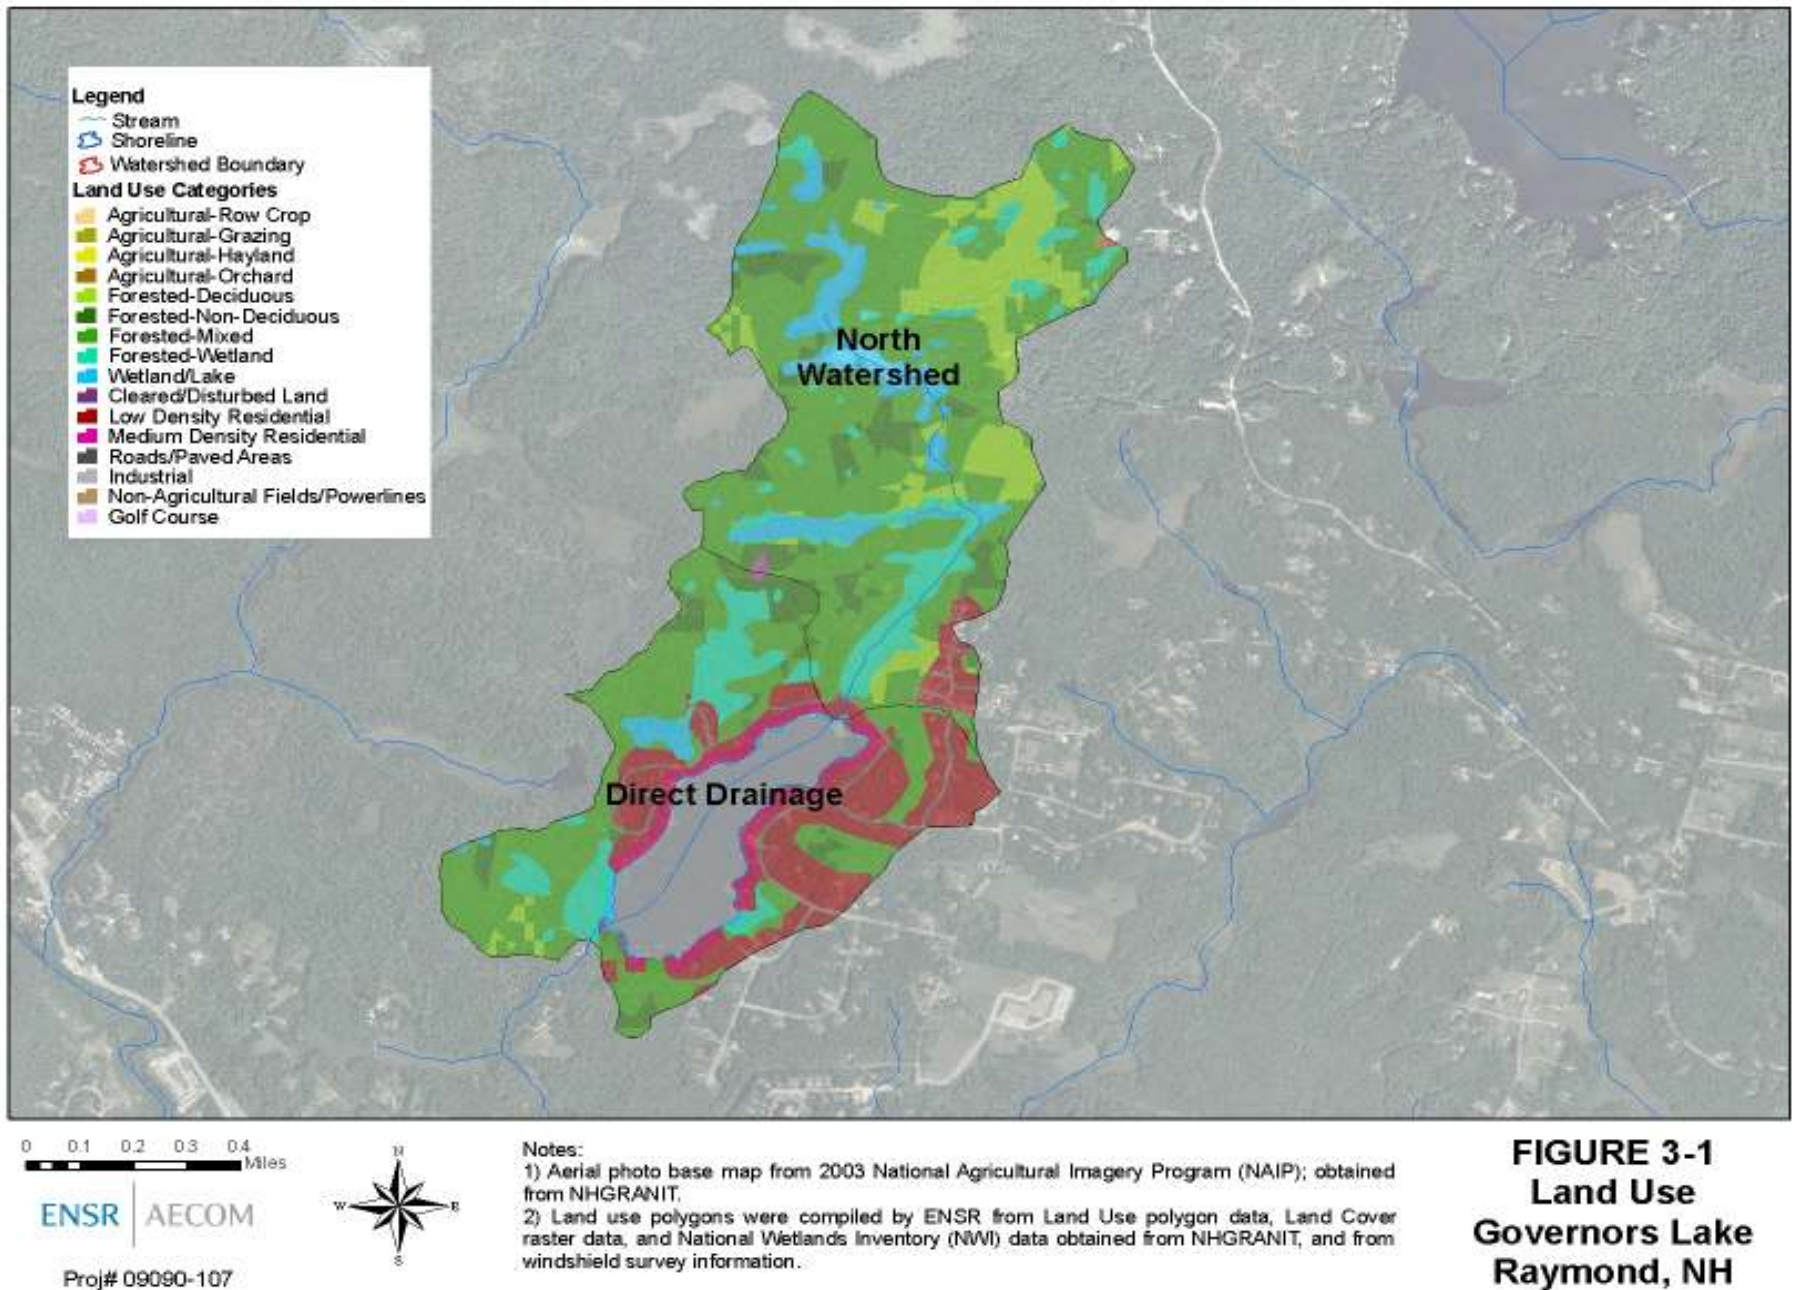 Legend
Stream
Shoreline
Watershed Boundary
Land Use Categories
Agricultural-Row Crop
Agricultural-Grazing
Agricultural-Hayland
Agricultural-Orchard
Forested-Deciduous
Forested-Non-Deciduous
Forested-Mixed
Forested-Wetland
Wetland/Lake
Cleared/Disturbed Land
Low Density Residential
Medium Density Residential
Roads/Paved Areas
Industrial
Non-Agricultural Fields/Powerlines
Golf Course
North
Watershed
Direct Drainage
0 0.1 0.2 0.3 0.4
Miles
ENSR AECOM
Proj# 09090-107
N
W E
S
Notes:
1) Aerial photo base map from 2003 National Agricultural Imagery Program (NAIP); obtained
from NHGRANIT.
2) Land use polygons were compiled by ENSR from Land Use polygon data, Land Cover
raster data, and National Wetlands Inventory (NWI) data obtained from NHGRANIT, and from
windshield survey information.
FIGURE 3-1
Land Use
Governors Lake
Raymond, NH